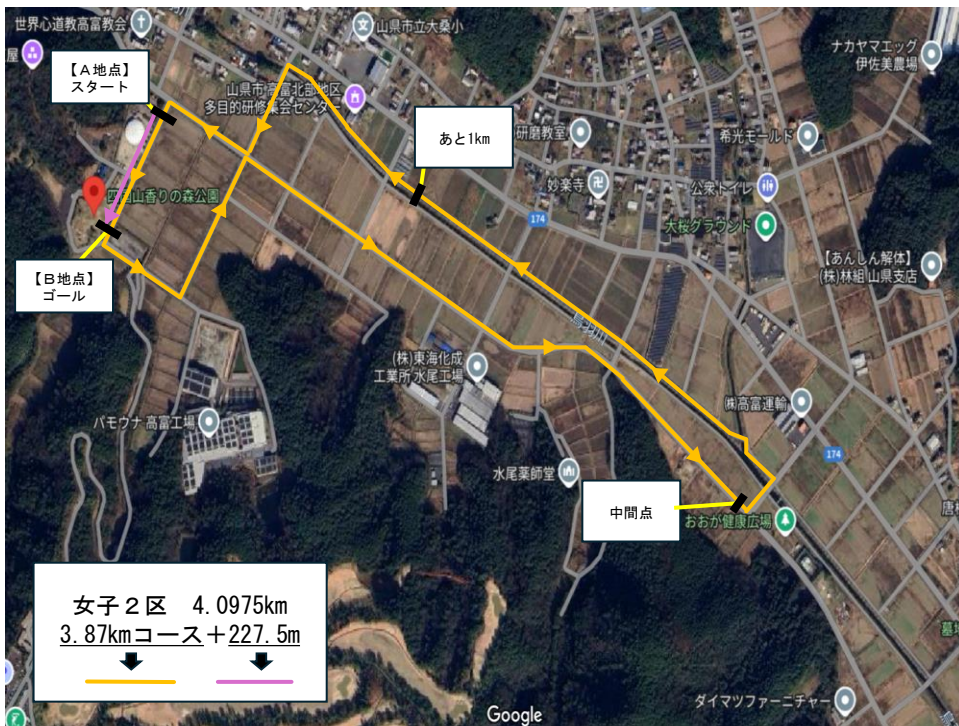 世界心道教高富教会
山県市立大桑小
屋
ナカヤマエッグ
伊佐美農場
【A地点】
スタート
山県市 高富北部地区
多目的研修集会センター
あと1km
研磨教室
希光モールド
妙楽寺
公衆トイレ
四国山香りの森公園
174
大桜グラウンド
【あんしん解体】
(株)林組 山県支店
【B地点】
ゴール
(株)東海化成
工業所 水尾工場
㈱高富運輸
パモウナ 高富工場
174
水尾薬師堂
中間点
おおが健康広場
唐
女子2区 4.0975km
3.87kmコース+227.5m
墓地
ダイマツファーニチャー
Google